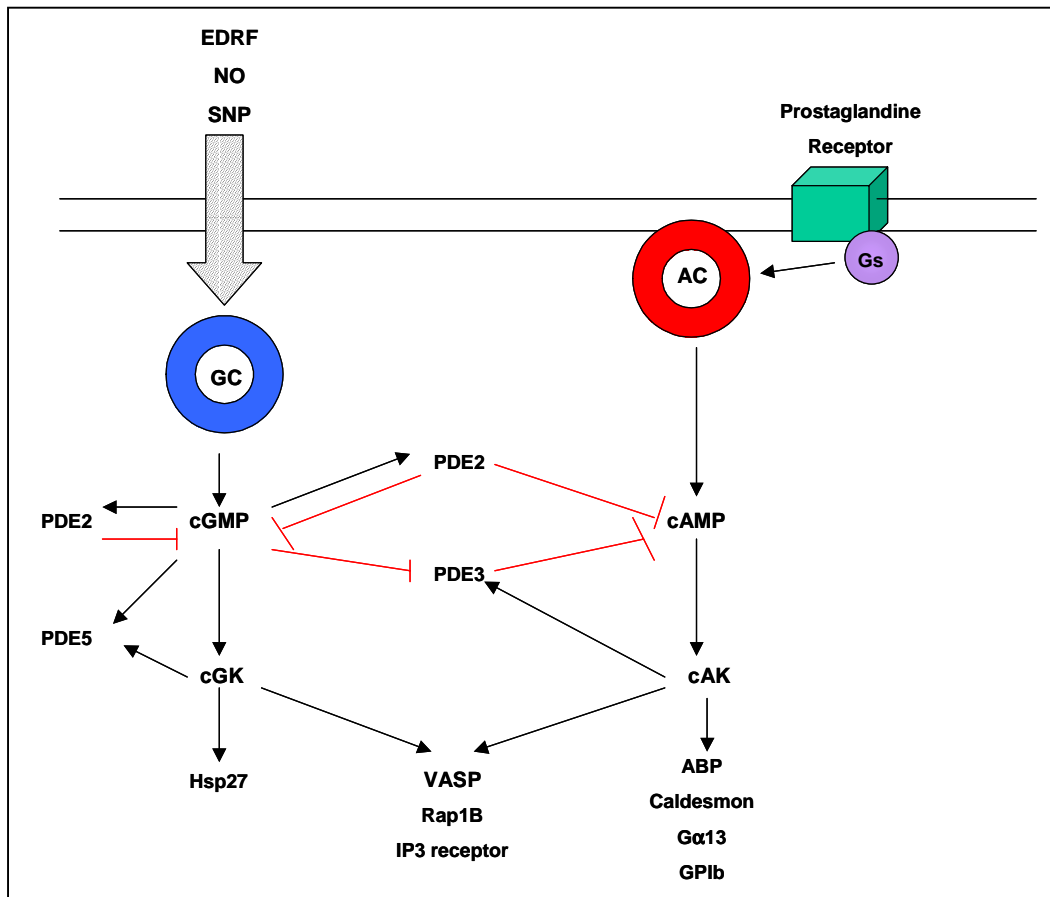 EDRF
NO
SNP
Prostaglandine
Receptor
Gs
AC
GC
PDE2
PDE2
cGMP
cAMP
PDE3
PDE5
cGK
cAK
Hsp27
VASP
Rap1B
IP3 receptor
ABP
Caldesmon
Gα13
GPIb